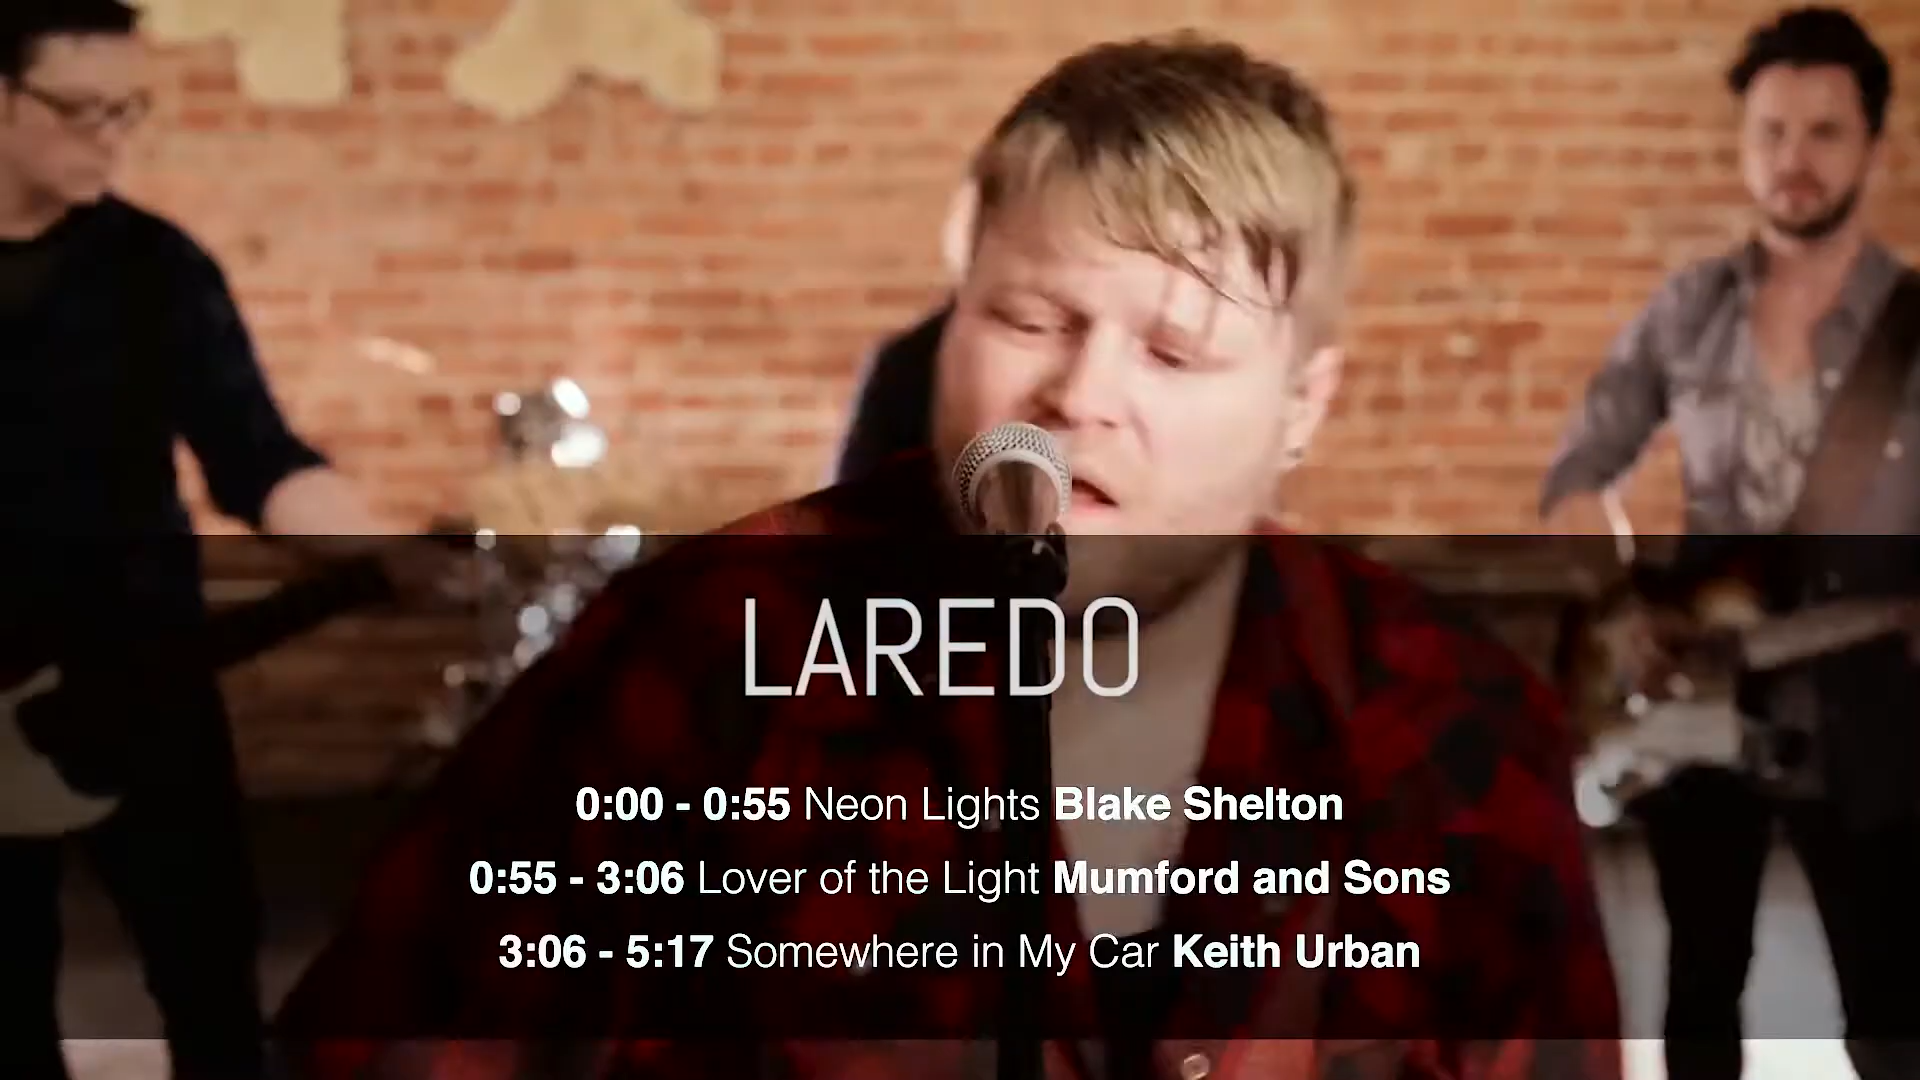 LAREDO
0:00 - 0:55 Neon Lights Blake Shelton
0:55 - 3:06 Lover of the Light Mumford and Sons
3:06 - 5:17 Somewhere in My Car Keith Urban